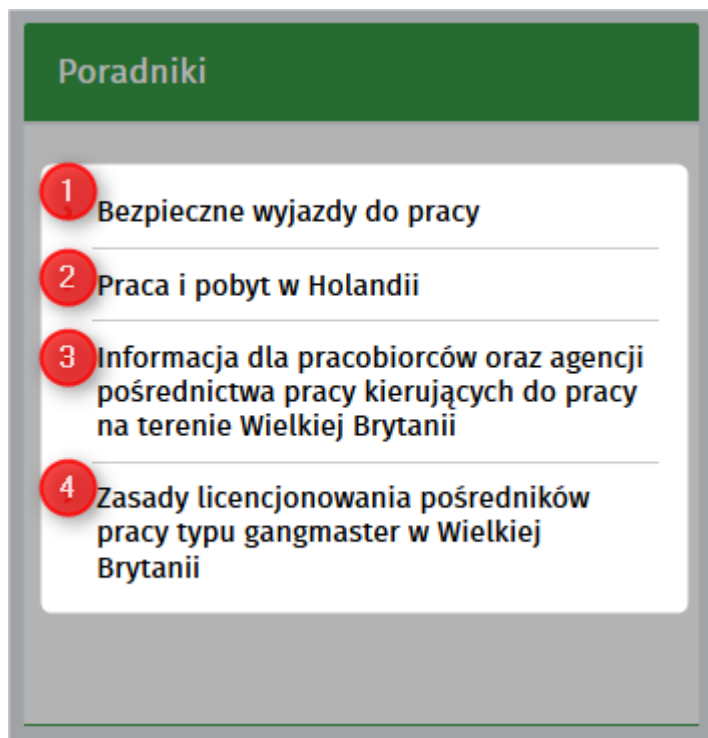 Poradniki
1
Bezpieczne wyjazdy do pracy
2
Praca i pobyt w Holandii
3
Informacja dla pracobiorców oraz agencji
pośrednictwa pracy kierujących do pracy
na terenie Wielkiej Brytanii
4
Zasady licencjonowania pośredników
pracy typu gangmaster w Wielkiej
Brytanii